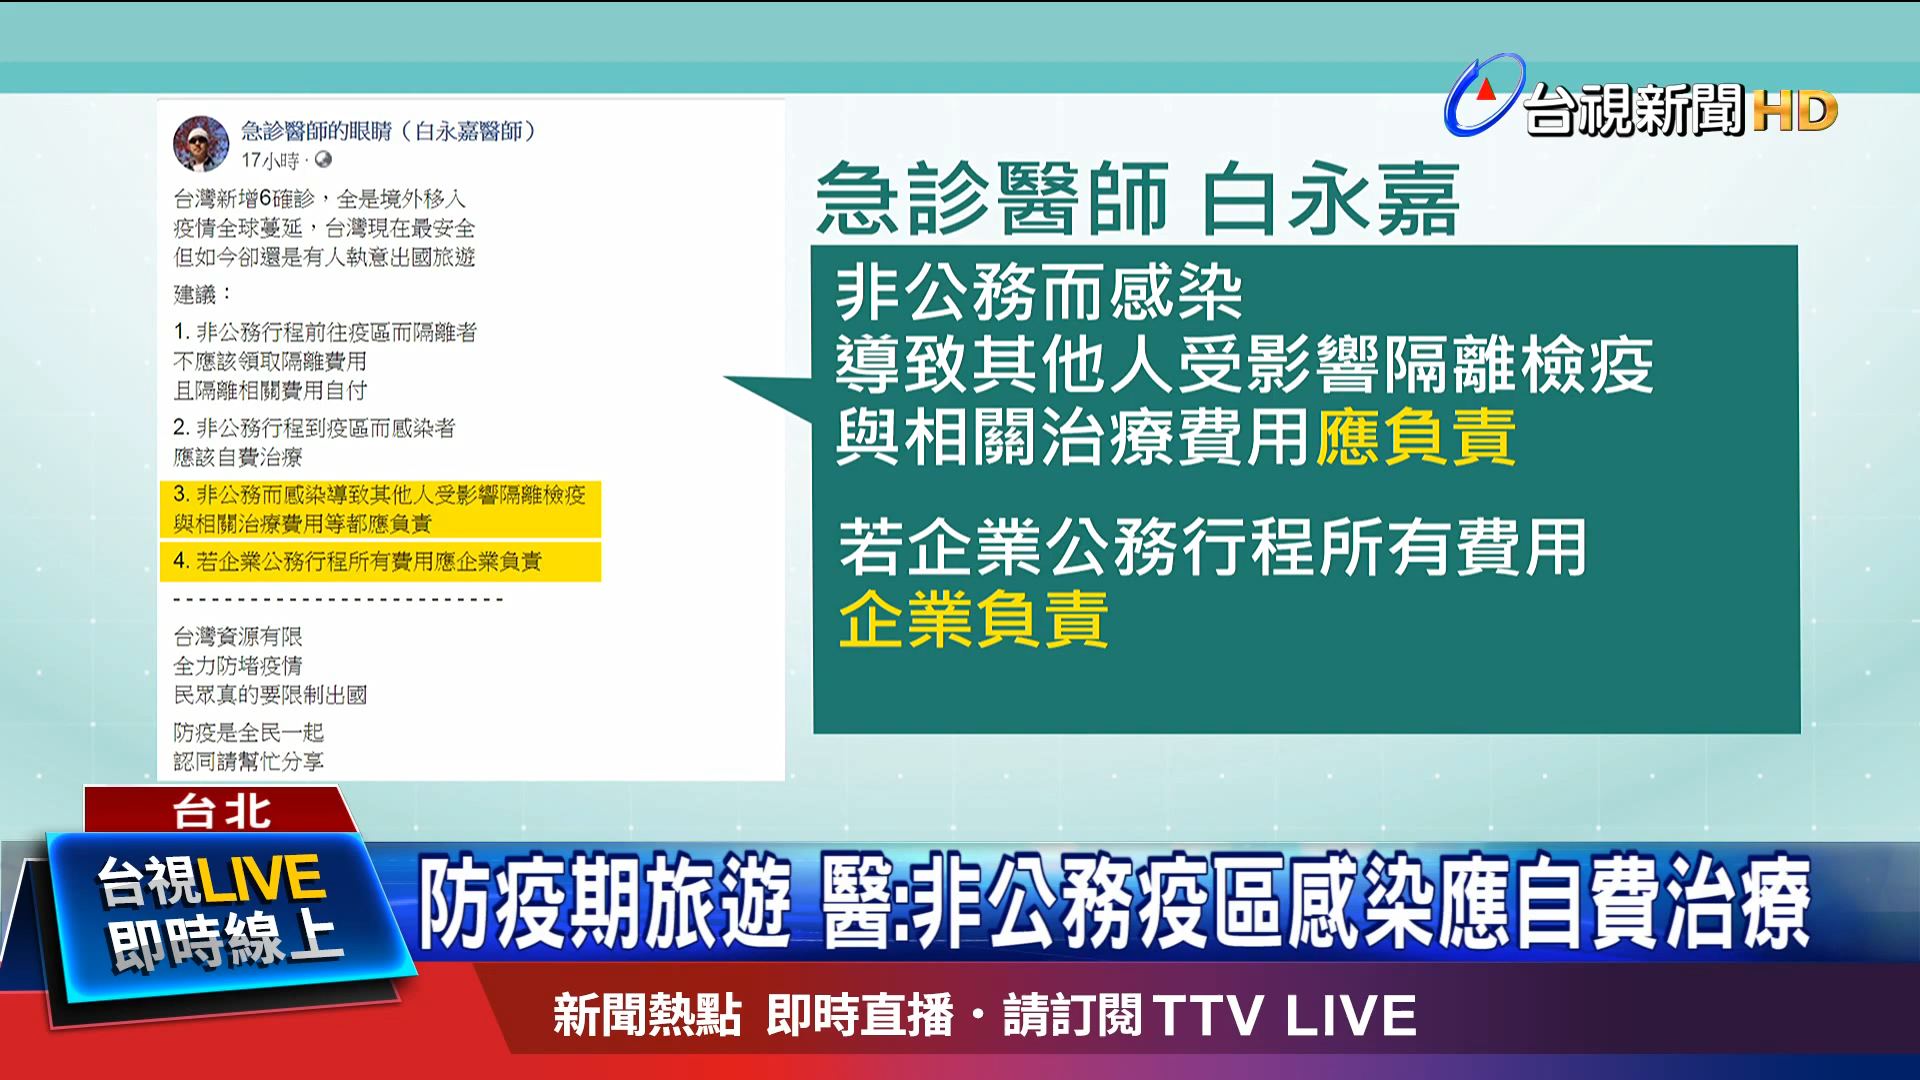 台視新聞HD
急診醫師的眼睛（白永嘉醫師）
17小時·
台灣新增6確診，全是境外移入
疫情全球蔓延，台灣現在最安全
但如今卻還是有人執意出國旅遊
建議：
1. 非公務行程前往疫區而隔離者
不應該領取隔離費用
且隔離相關費用自付
2. 非公務行程到疫區而感染者
應該自費治療
3. 非公務而感染導致其他人受影響隔離檢疫
與相關治療費用等都應負責
4. 若企業公務行程所有費用應企業負責
- - - - - - - - - - - - - - - - - - - - - - - - - -
台灣資源有限
全力防堵疫情
民眾真的要限制出國
防疫是全民一起
認同請幫忙分享
急診醫師 白永嘉
非公務而感染
導致其他人受影響隔離檢疫
與相關治療費用應負責
若企業公務行程所有費用
企業負責
台北
台視LIVE
即時線上
防疫期旅遊 醫:非公務疫區感染應自費治療
新聞熱點 即時直播·請訂閱TTV LIVE